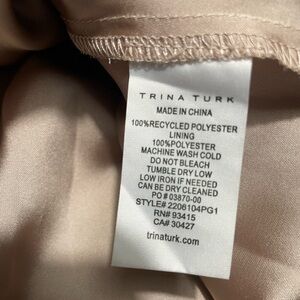 TRINA TURK
MADE IN CHINA
100%RECYCLED POLYESTER
LINING
100%POLYESTER
MACHINE WASH COLD
DO NOT BLEACH
TUMBLE DRY LOW
LOW IRON IF NEEDED
CAN BE DRY CLEANED
PO# 03870-00
STYLE# 2206104PG1
RN# 93415
CA# 30427
trinaturk.com